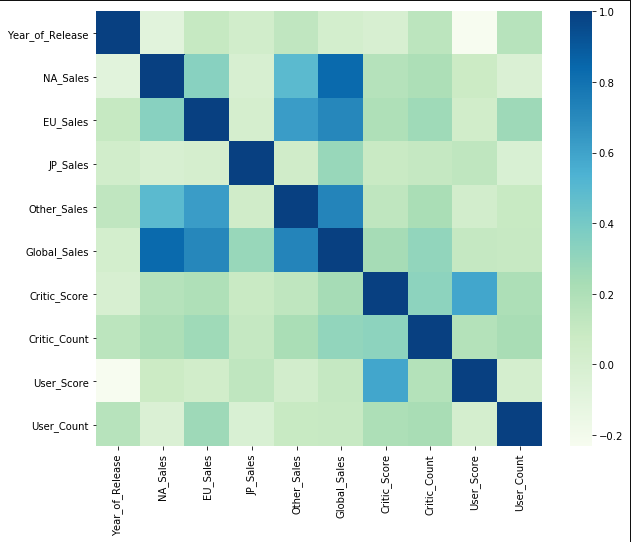 Year_of_Release
NA_Sales
EU_Sales
JP_Sales
Other_Sales
Global_Sales
Critic_Score
Critic_Count
User_Score
User_Count
Year_of_Release
NA_Sales
EU_Sales
JP_Sales
Other_Sales
Global_Sales
Critic_Score
Critic_Count
User_Score
User_Count
1.0
0.8
0.6
0.4
0.2
0.0
−0.2